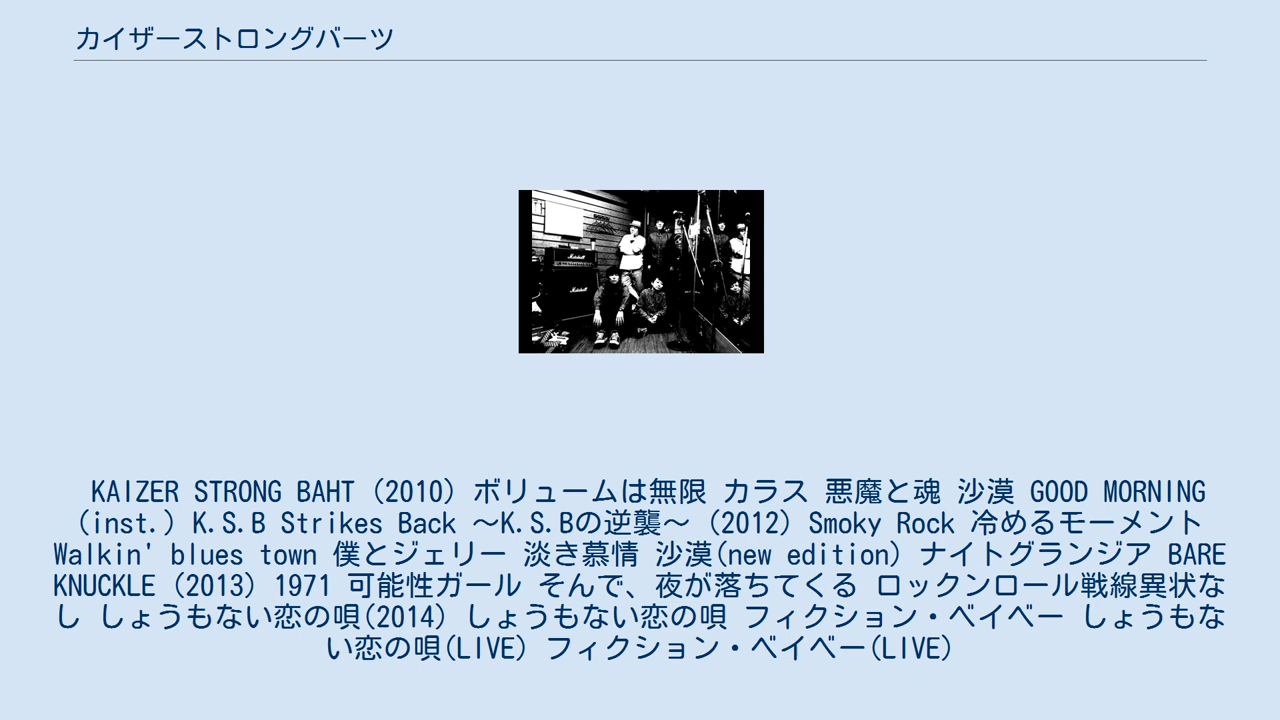 カイザーストロングバーツ
Marshall
Marshall
KAIZER STRONG BAHT (2010) ボリュームは無限 カラス 悪魔と魂 沙漠 GOOD MORNING
(inst.) K.S.B Strikes Back ～K.S.Bの逆襲～ (2012) Smoky Rock 冷めるモーメント
Walkin' blues town 僕とジェリー 淡き慕情 沙漠(new edition) ナイトグランジア BARE
KNUCKLE (2013) 1971 可能性ガール そんで、夜が落ちてくる ロックンロール戦線異状な
し しょうもない恋の唄(2014) しょうもない恋の唄 フィクション・ベイベー しょうもな
い恋の唄(LIVE) フィクション・ベイベー(LIVE)